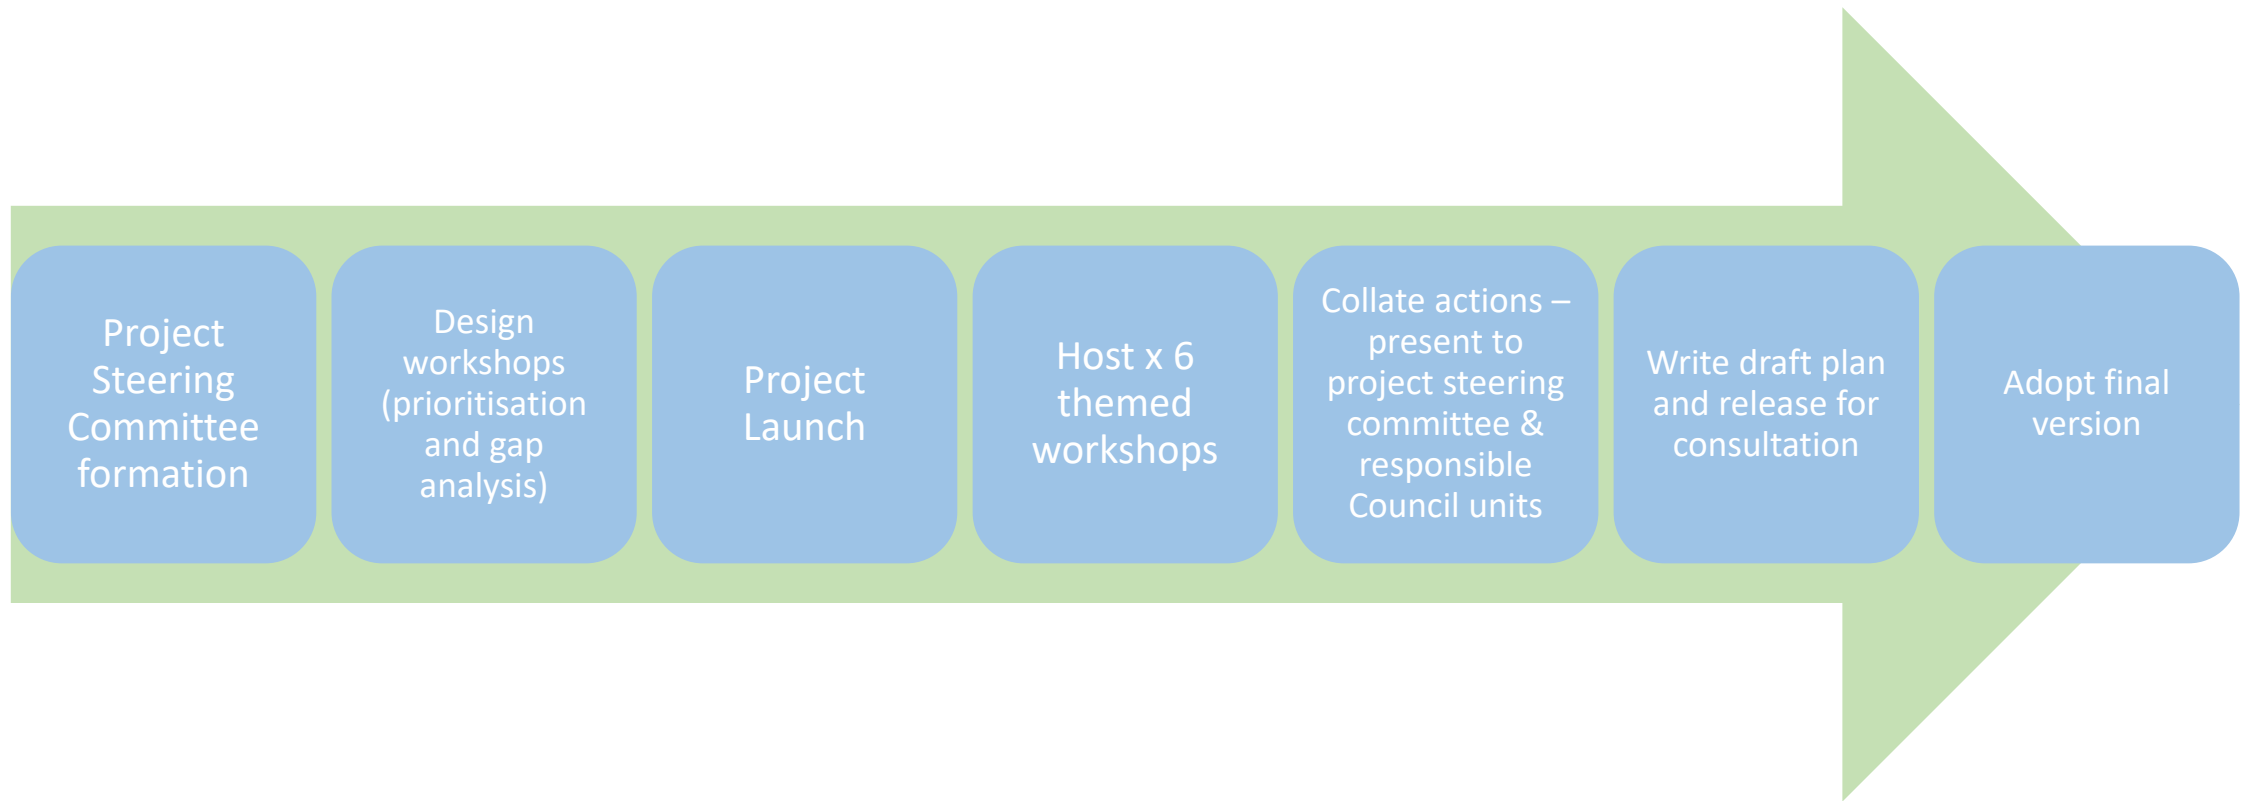 Project
Steering
Committee
formation
Design
workshops
(prioritisation
and gap
analysis)
Project
Launch
Host x 6
themed
workshops
Collate actions –
present to
project steering
committee &
responsible
Council units
Write draft plan
and release for
consultation
Adopt final
version